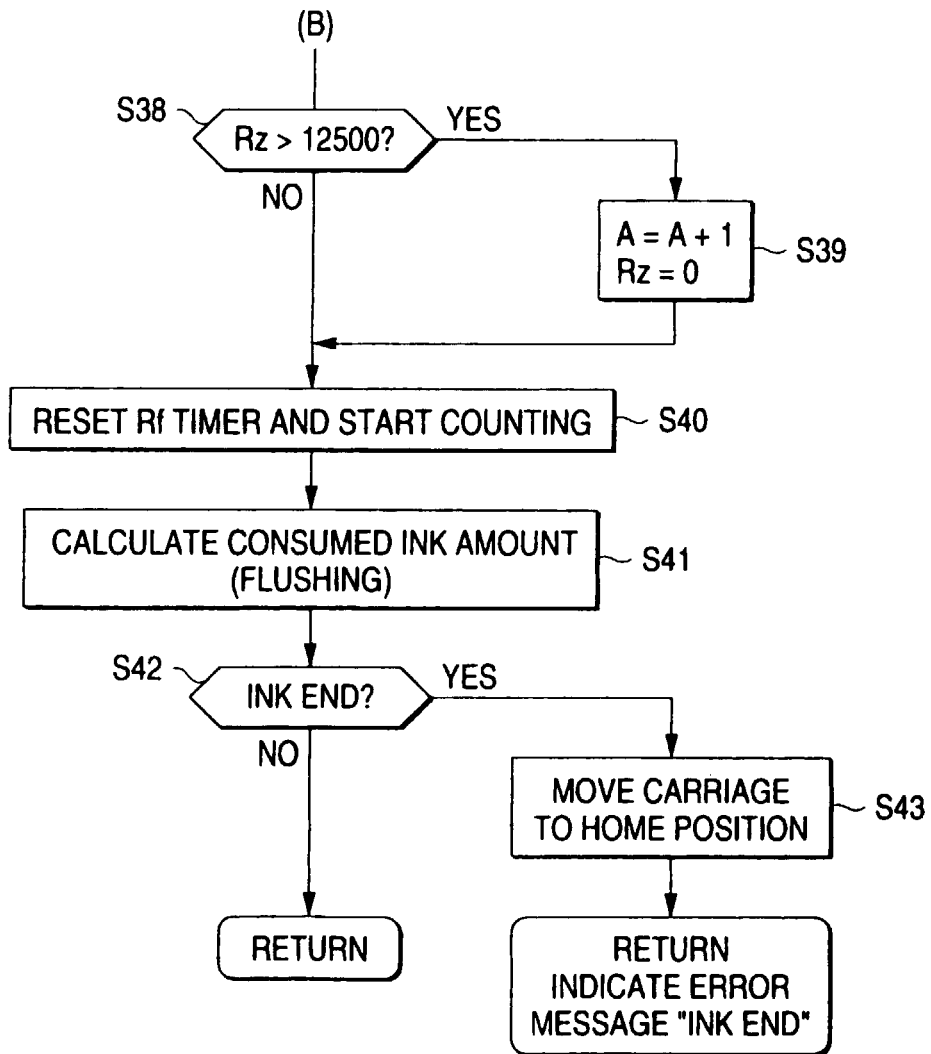 (B)
S38
Rz > 12500?
YES
NO
A = A + 1
Rz = 0
S39
RESET Rf TIMER AND START COUNTING
S40
CALCULATE CONSUMED INK AMOUNT
(FLUSHING)
S41
S42
INK END?
YES
NO
MOVE CARRIAGE
TO HOME POSITION
S43
RETURN
RETURN
INDICATE ERROR
MESSAGE "INK END"